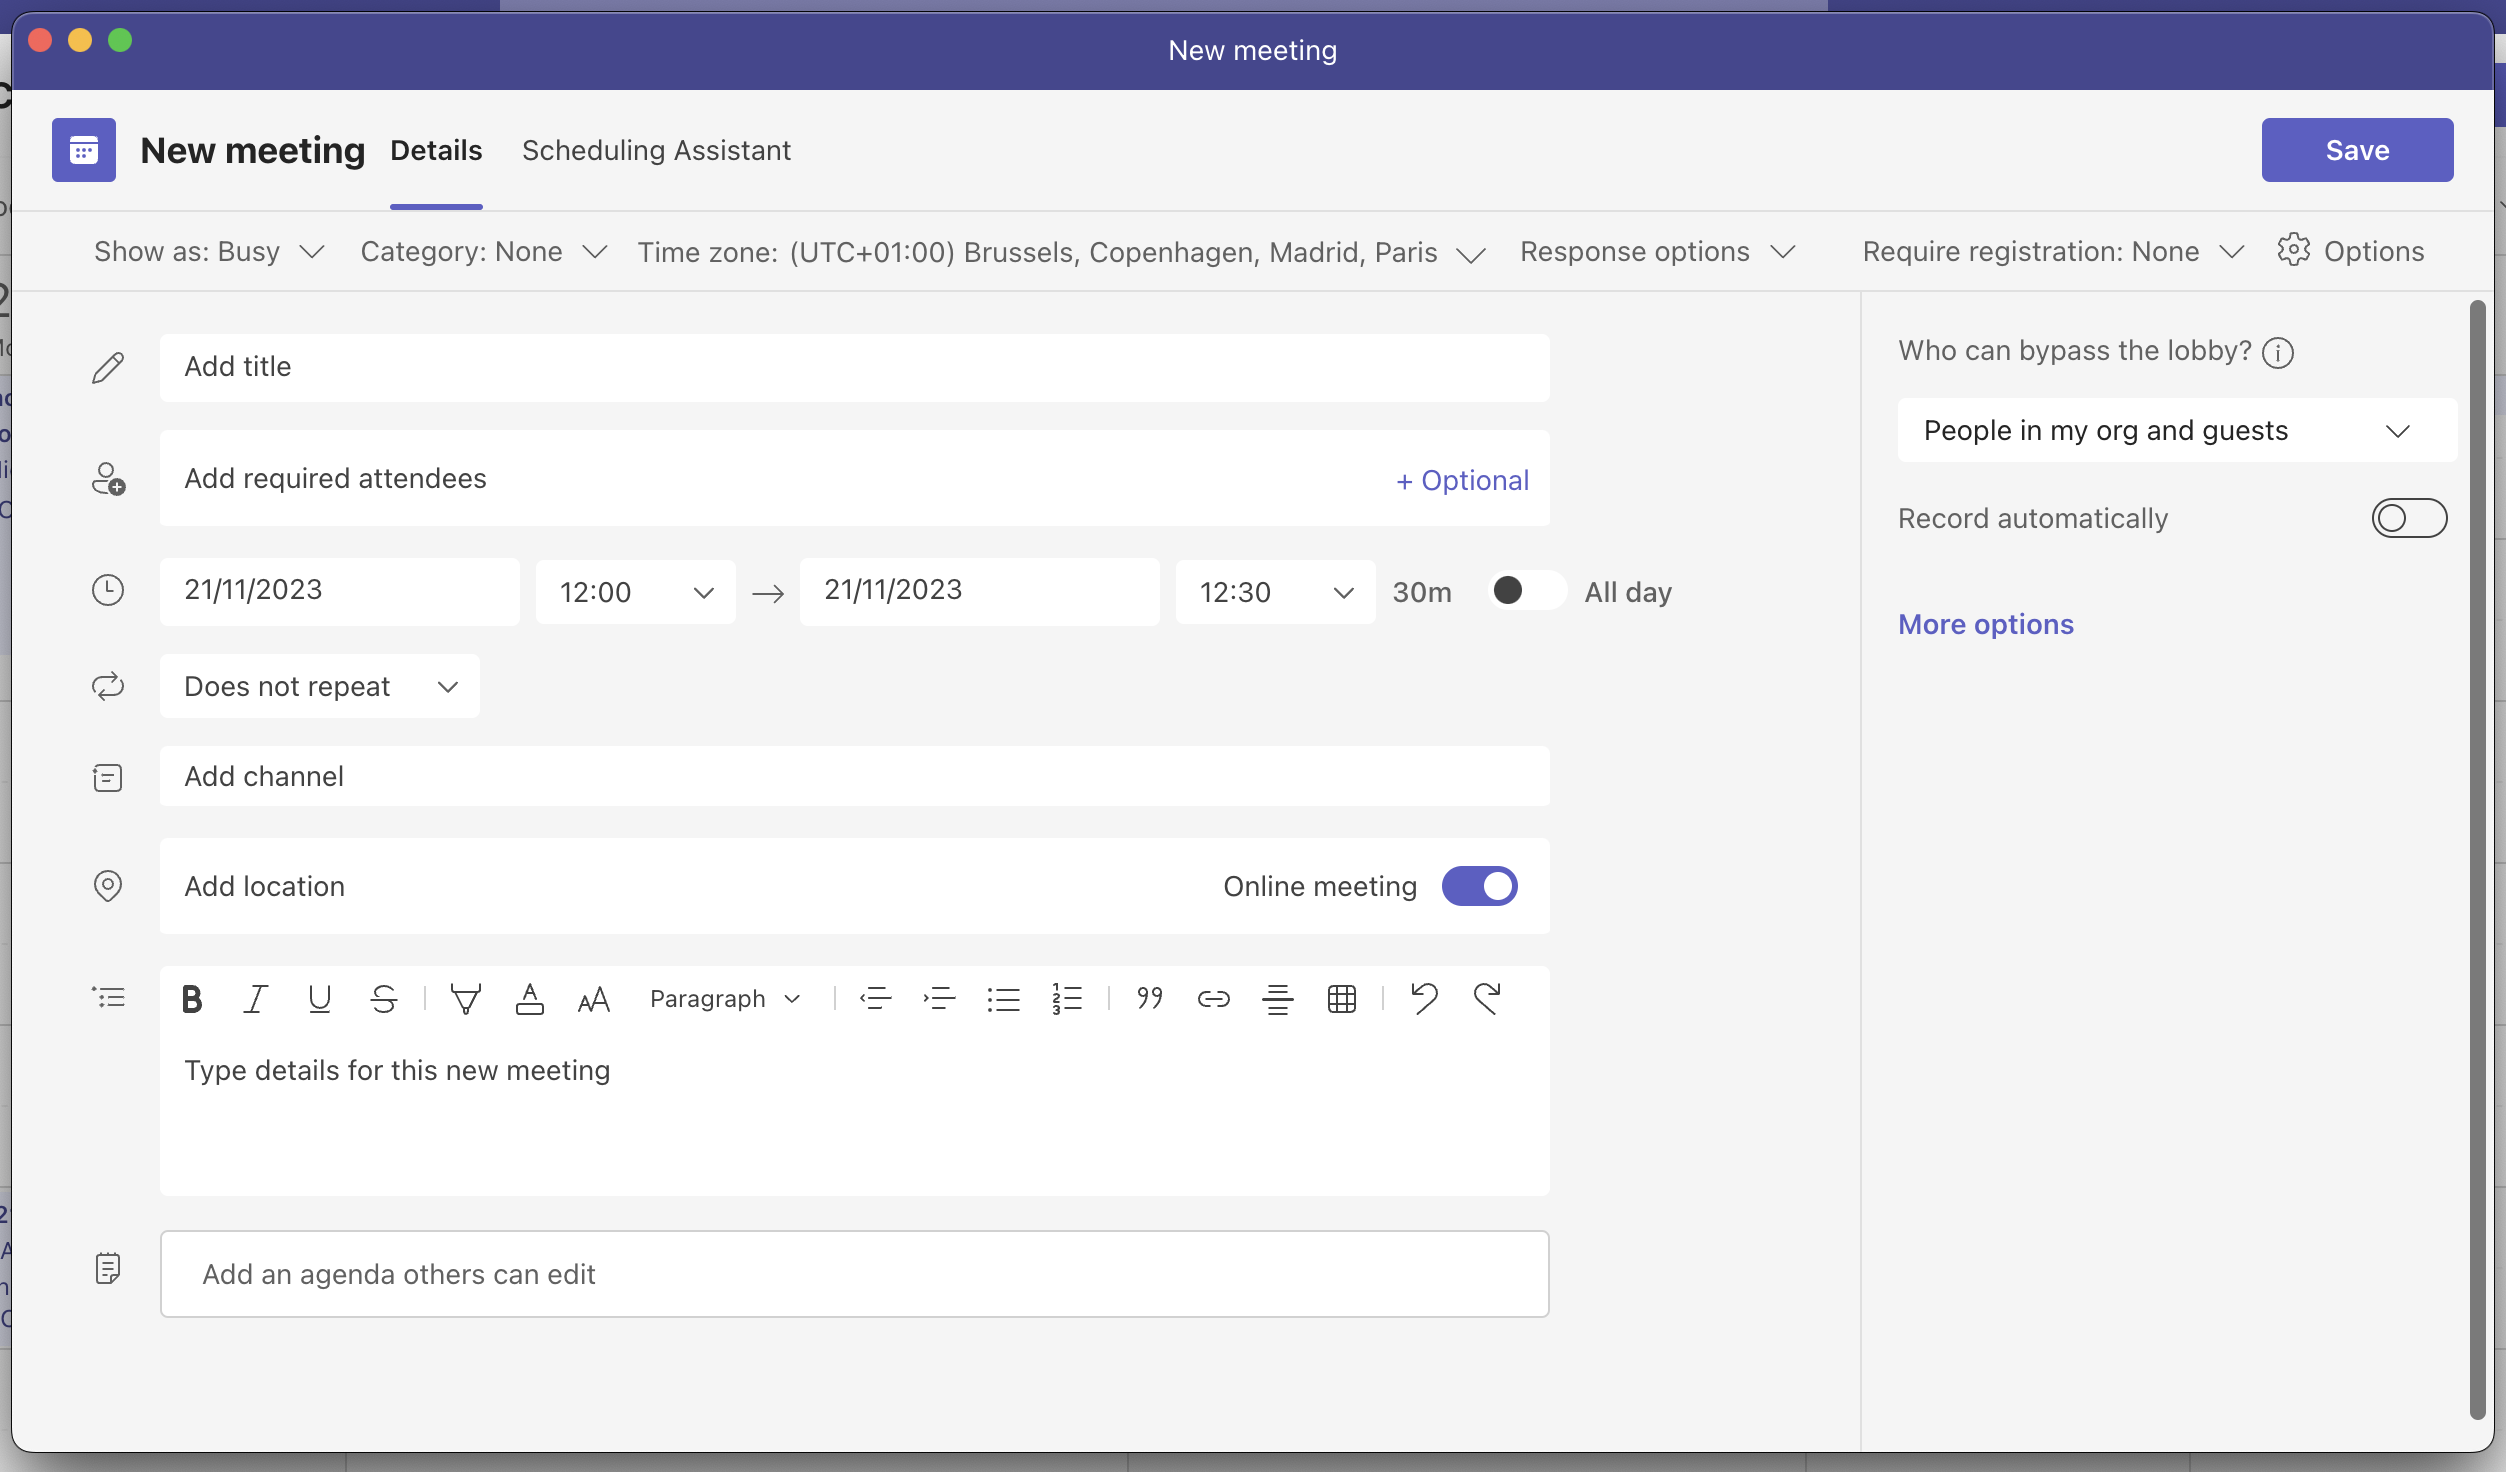 New meeting
New meeting Details Scheduling Assistant Save
Show as: Busy Category: None Time zone: (UTC+01:00) Brussels, Copenhagen, Madrid, Paris Response options Require registration: None Options
Add title
Add required attendees + Optional
21/11/2023 12:00 → 21/11/2023 12:30 30m All day
Does not repeat
Add channel
Add location Online meeting
Paragraph
Type details for this new meeting
Add an agenda others can edit
Who can bypass the lobby?
People in my org and guests
Record automatically
More options